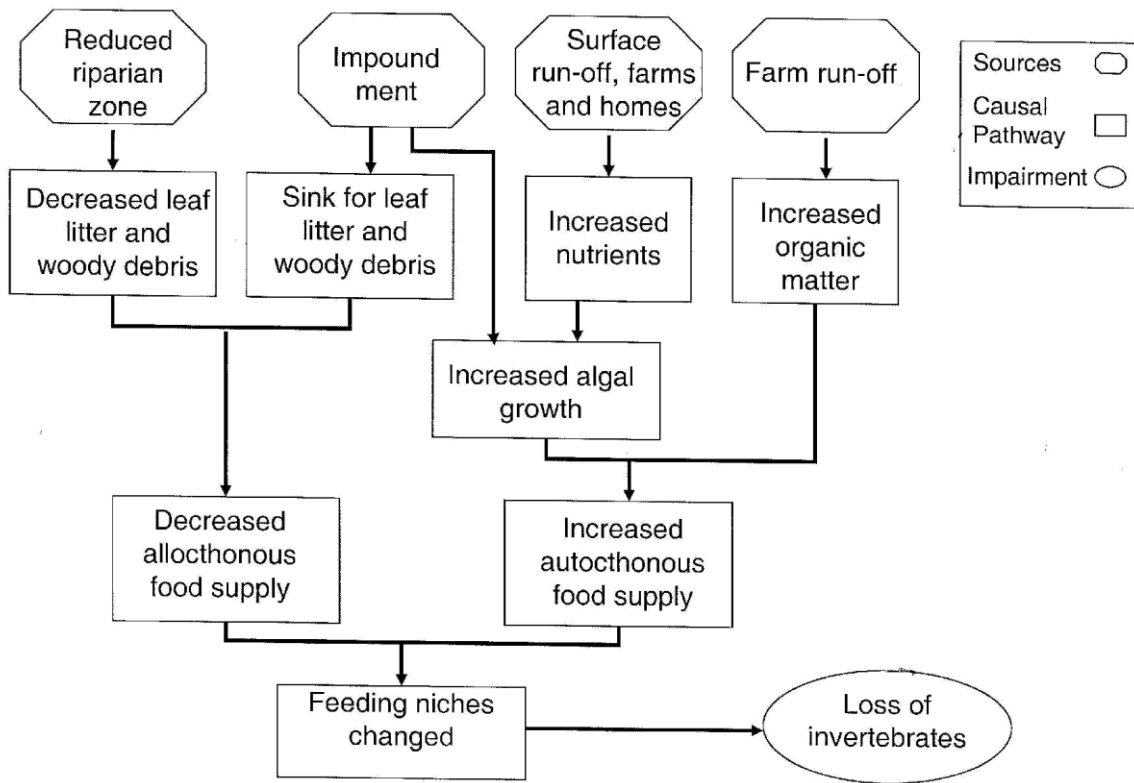 Reduced
riparian
zone
Impound
ment
Surface
run-off, farms
and homes
Farm run-off
Sources
Causal
Pathway
Impairment
Decreased leaf
litter and
woody debris
Sink for leaf
litter and
woody debris
Increased
nutrients
Increased
organic
matter
Increased algal
growth
Decreased
allocthonous
food supply
Increased
autocthonous
food supply
Feeding niches
changed
Loss of
invertebrates